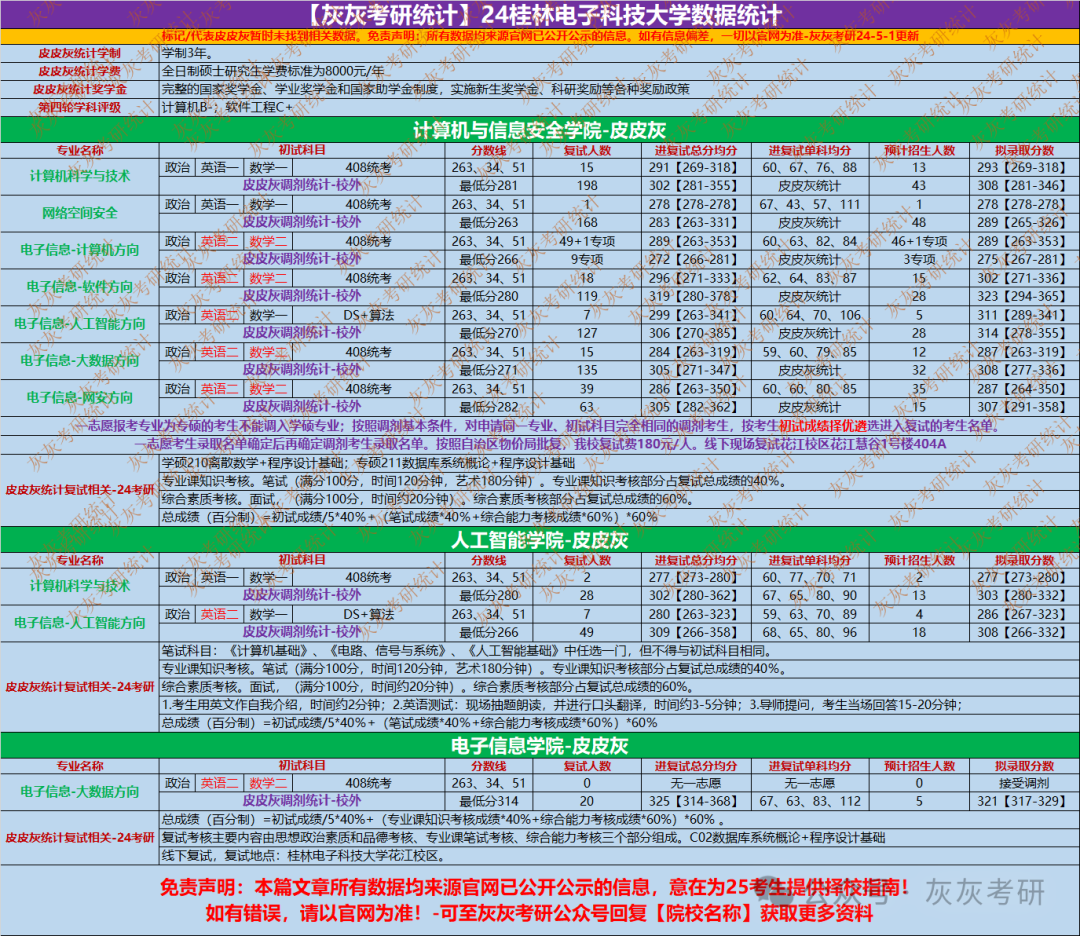 【灰灰考研统计】24桂林电子科技大学数据统计
标记/代表皮皮灰暂时未找到相关数据。免责声明：所有数据均来源官网已公开公示的信息。如有信息偏差，一切以官网为准-灰灰考研24-5-1更新
皮皮灰统计学制 学制3年。
皮皮灰统计学费 全日制硕士研究生学费标准为8000元/年
皮皮灰统计奖学金 完整的国家奖学金、学业奖学金和国家助学金制度，实施新生奖学金、科研奖励等各种奖励政策
第四轮学科评级 计算机B-；软件工程C+
计算机与信息安全学院-皮皮灰
专业名称 初试科目 分数线 复试人数 进复试总分均分 进复试单科均分 预计招生人数 拟录取分数
计算机科学与技术 政治 英语一 数学一 408统考 263、34、51 15 291【269-318】 60、67、76、88 13 293【269-318】
皮皮灰调剂统计-校外 最低分281 198 302【281-355】 皮皮灰统计 43 308【281-346】
网络空间安全 政治 英语一 数学一 408统考 263、34、51 1 278【278-278】 67、43、57、111 1 278【278-278】
皮皮灰调剂统计-校外 最低分263 168 283【263-331】 皮皮灰统计 48 289【265-326】
电子信息-计算机方向 政治 英语二 数学二 408统考 263、34、51 49+1专项 289【263-353】 60、63、82、84 46+1专项 289【263-353】
皮皮灰调剂统计-校外 最低分266 9专项 272【266-281】 皮皮灰统计 3专项 275【267-281】
电子信息-软件方向 政治 英语二 数学二 408统考 263、34、51 18 296【271-333】 62、64、83、87 15 302【271-336】
皮皮灰调剂统计-校外 最低分280 119 319【280-378】 皮皮灰统计 28 323【294-365】
电子信息-人工智能方向 政治 英语二 数学一 DS+算法 263、34、51 7 299【263-341】 60、64、70、106 5 311【289-341】
皮皮灰调剂统计-校外 最低分270 127 306【270-385】 皮皮灰统计 28 314【278-355】
电子信息-大数据方向 政治 英语二 数学二 408统考 263、34、51 15 284【263-319】 59、60、79、85 12 287【263-319】
皮皮灰调剂统计-校外 最低分271 135 305【271-347】 皮皮灰统计 32 308【277-336】
电子信息-网安方向 政治 英语二 数学二 408统考 263、34、51 39 286【263-350】 60、60、80、85 35 287【264-350】
皮皮灰调剂统计-校外 最低分282 63 305【282-362】 皮皮灰统计 15 307【291-358】
一志愿报考专业为专硕的考生不能调入学硕专业；按照调剂基本条件，对申请同一专业、初试科目完全相同的调剂考生，按考生初试成绩择优遴选进入复试的考生名单。
一志愿考生录取名单确定后再确定调剂考生录取名单。按照自治区物价局批复，我校复试费180元/人。线下现场复试花江校区花江慧谷1号楼404A
皮皮灰统计复试相关-24考研 学硕210离散数学+程序设计基础；专硕211数据库系统概论+程序设计基础
专业课知识考核。笔试（满分100分，时间120分钟，艺术180分钟）。专业课知识考核部分占复试总成绩的40%。
综合素质考核。面试，（满分100分，时间约20分钟）。综合素质考核部分占复试总成绩的60%。
总成绩（百分制）=初试成绩/5*40%+（笔试成绩*40%+综合能力考核成绩*60%）*60%
人工智能学院-皮皮灰
专业名称 初试科目 分数线 复试人数 进复试总分均分 进复试单科均分 预计招生人数 拟录取分数
计算机科学与技术 政治 英语一 数学一 408统考 263、34、51 2 277【273-280】 60、77、70、71 2 277【273-280】
皮皮灰调剂统计-校外 最低分280 28 302【280-362】 67、65、80、90 13 303【280-332】
电子信息-人工智能方向 政治 英语二 数学一 DS+算法 263、34、51 7 280【263-323】 59、63、70、89 4 286【267-323】
皮皮灰调剂统计-校外 最低分266 49 309【266-358】 68、65、80、96 18 308【266-332】
皮皮灰统计复试相关-24考研 笔试科目：《计算机基础》、《电路、信号与系统》、《人工智能基础》中任选一门，但不得与初试科目相同。
专业课知识考核。笔试（满分100分，时间120分钟，艺术180分钟）。专业课知识考核部分占复试总成绩的40%。
综合素质考核。面试，（满分100分，时间约20分钟）。综合素质考核部分占复试总成绩的60%。
1.考生用英文作自我介绍，时间约2分钟；2.英语测试：现场抽题朗读，并进行口头翻译，时间约3-5分钟；3.导师提问，考生当场回答15-20分钟；
总成绩（百分制）=初试成绩/5*40%+（笔试成绩*40%+综合能力考核成绩*60%）*60%
电子信息学院-皮皮灰
专业名称 初试科目 分数线 复试人数 进复试总分均分 进复试单科均分 预计招生人数 拟录取分数
电子信息-大数据方向 政治 英语二 数学二 408统考 263、34、51 0 无一志愿 无一志愿 0 接受调剂
皮皮灰调剂统计-校外 最低分314 20 325【314-368】 67、63、83、112 5 321【317-329】
皮皮灰统计复试相关-24考研 总成绩（百分制）=初试成绩/5*40%+（专业知识考核成绩*40%+综合能力考核成绩*60%）*60% 。
复试考核主要内容由思想政治素质和品德考核、专业课笔试考核、综合能力考核三个部分组成。C02数据库系统概论+程序设计基础
线下复试，复试地点：桂林电子科技大学花江校区。
免责声明：本篇文章所有数据均来源官网已公开公示的信息，意在为25考生提供择校指南！
如有错误，请以官网为准！-可至灰灰考研公众号回复【院校名称】获取更多资料
公众号 灰灰考研